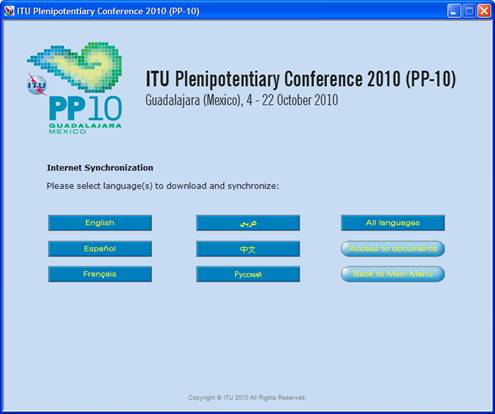 ITU Plenipotentiary Conference 2010 (PP-10)
ITU
PP10
GUADALAJARA
MEXICO
ITU Plenipotentiary Conference 2010 (PP-10)
Guadalajara (Mexico), 4 - 22 October 2010
Internet Synchronization
Please select language(s) to download and synchronize:
English
عربي
All languages
Español
中文
Access to documents
Français
Русский
Back to Main Menu
Copyright © ITU 2010 All Rights Reserved.